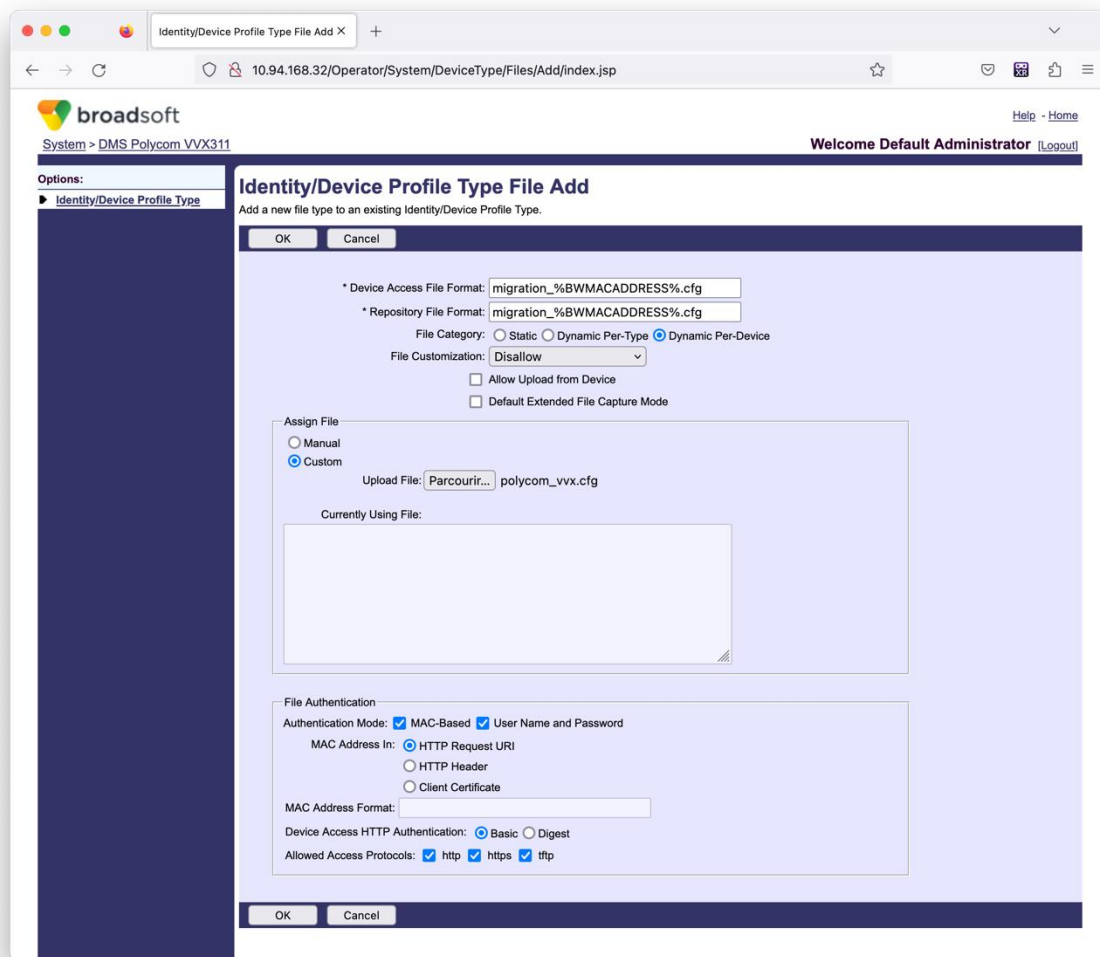 Identity/Device Profile Type File Add
10.94.168.32/Operator/System/DeviceType/Files/Add/index.jsp
XR
broadsoft
Help - Home
System > DMS Polycom VVX311
Welcome Default Administrator [Logout]
Options:
Identity/Device Profile Type
Identity/Device Profile Type File Add
Add a new file type to an existing Identity/Device Profile Type.
OK Cancel
* Device Access File Format: migration_%BWMACADDRESS%.cfg
* Repository File Format: migration_%BWMACADDRESS%.cfg
File Category: Static Dynamic Per-Type Dynamic Per-Device
File Customization: Disallow
Allow Upload from Device
Default Extended File Capture Mode
Assign File
Manual
Custom
Upload File: Parcourir... polycom_vvx.cfg
Currently Using File:
File Authentication
Authentication Mode: MAC-Based User Name and Password
MAC Address In: HTTP Request URI
HTTP Header
Client Certificate
MAC Address Format:
Device Access HTTP Authentication: Basic Digest
Allowed Access Protocols: http https tftp
OK Cancel